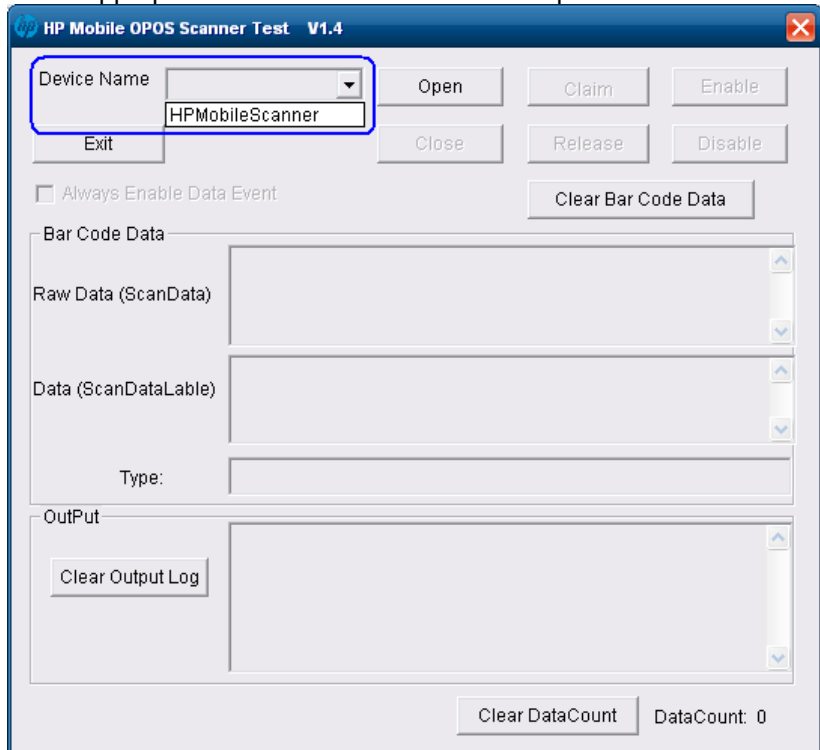 HP Mobile OPOS Scanner Test V1.4
Device Name
Open
Claim
Enable
HPMobileScanner
Exit
Close
Release
Disable
Always Enable Data Event
Clear Bar Code Data
Bar Code Data
Raw Data (ScanData)
Data (ScanDataLable)
Type:
OutPut
Clear Output Log
Clear DataCount
DataCount: 0